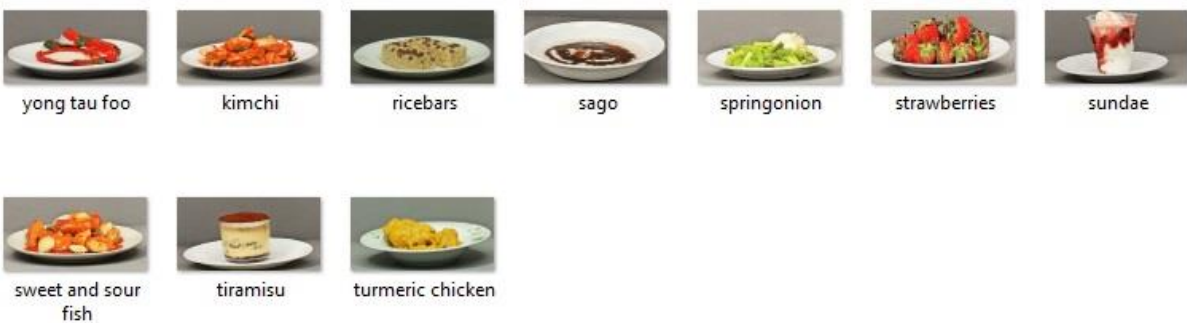 yong tau foo
kimchi
ricebars
sago
springonion
strawberries
sundae
sweet and sour
fish
tiramisu
turmeric chicken